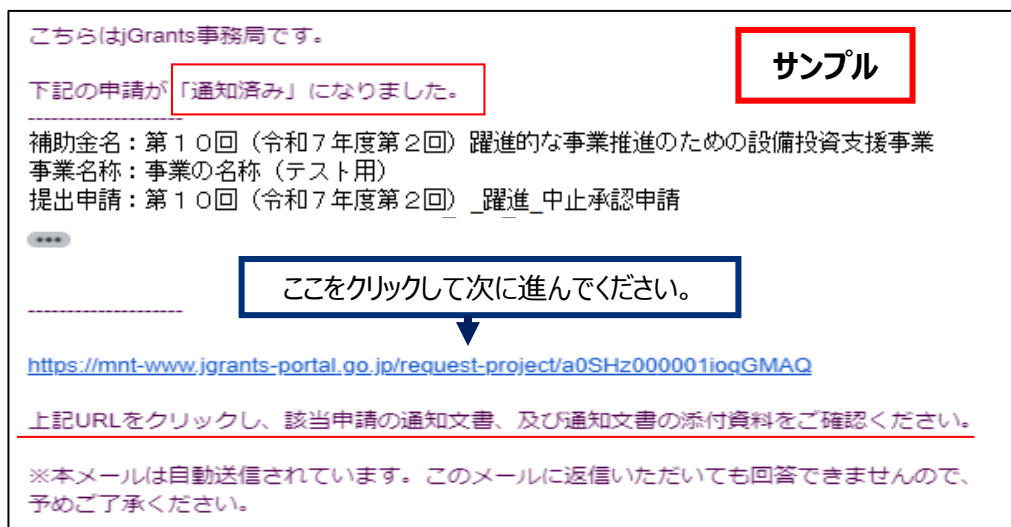 こちらはjGrants事務局です。
サンプル
下記の申請が「通知済み」になりました。
--------------------
補助金名：第１０回（令和７年度第２回）躍進的な事業推進のための設備投資支援事業
事業名称：事業の名称（テスト用）
提出申請：第１０回（令和７年度第２回）_躍進_中止承認申請
ここをクリックして次に進んでください。
--------------------
https://mnt-www.jgrants-portal.go.jp/request-project/a0SHz000001ioqGMAQ
上記URLをクリックし、該当申請の通知文書、及び通知文書の添付資料をご確認ください。
※本メールは自動送信されています。このメールに返信いただいても回答できませんので、
予めご了承ください。